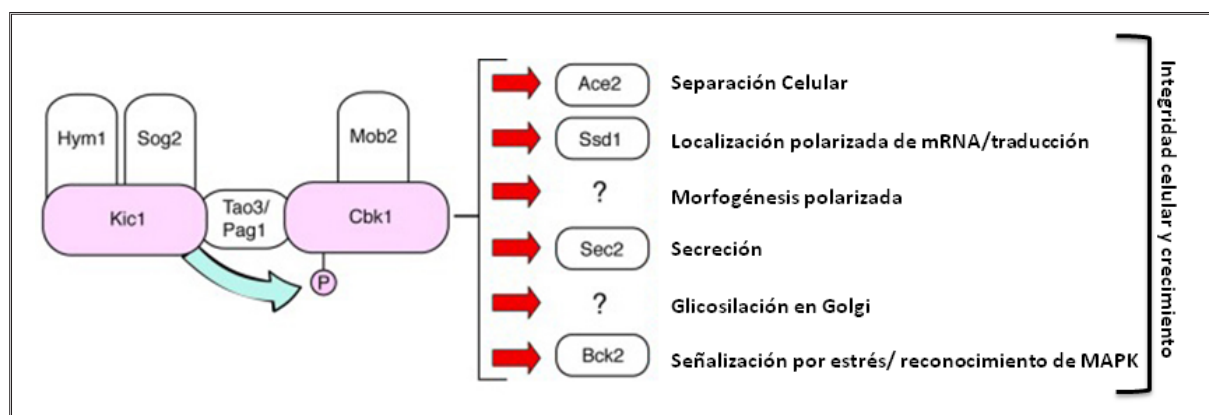 Hym1
Sog2
Mob2
Kic1
Tao3/
Pag1
Cbk1
P
Ace2
Separación Celular
Ssd1
Localización polarizada de mRNA/traducción
?
Morfogénesis polarizada
Sec2
Secreción
?
Glicosilación en Golgi
Bck2
Señalización por estrés/ reconocimiento de MAPK
Integridad celular y crecimiento